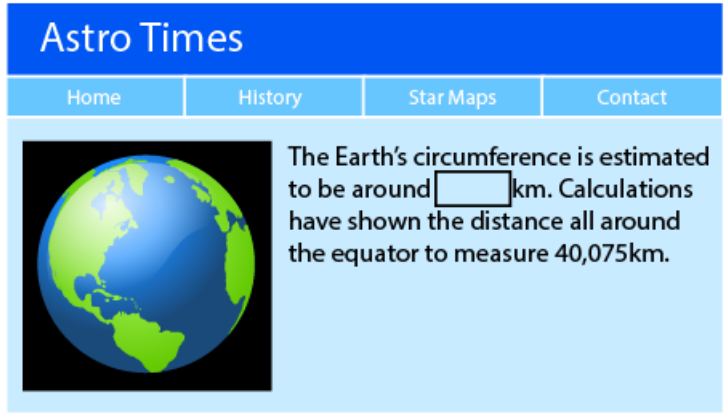 Astro Times
Home
History
Star Maps
Contact
The Earth's circumference is estimated
to be around km. Calculations
have shown the distance all around
the equator to measure 40,075km.